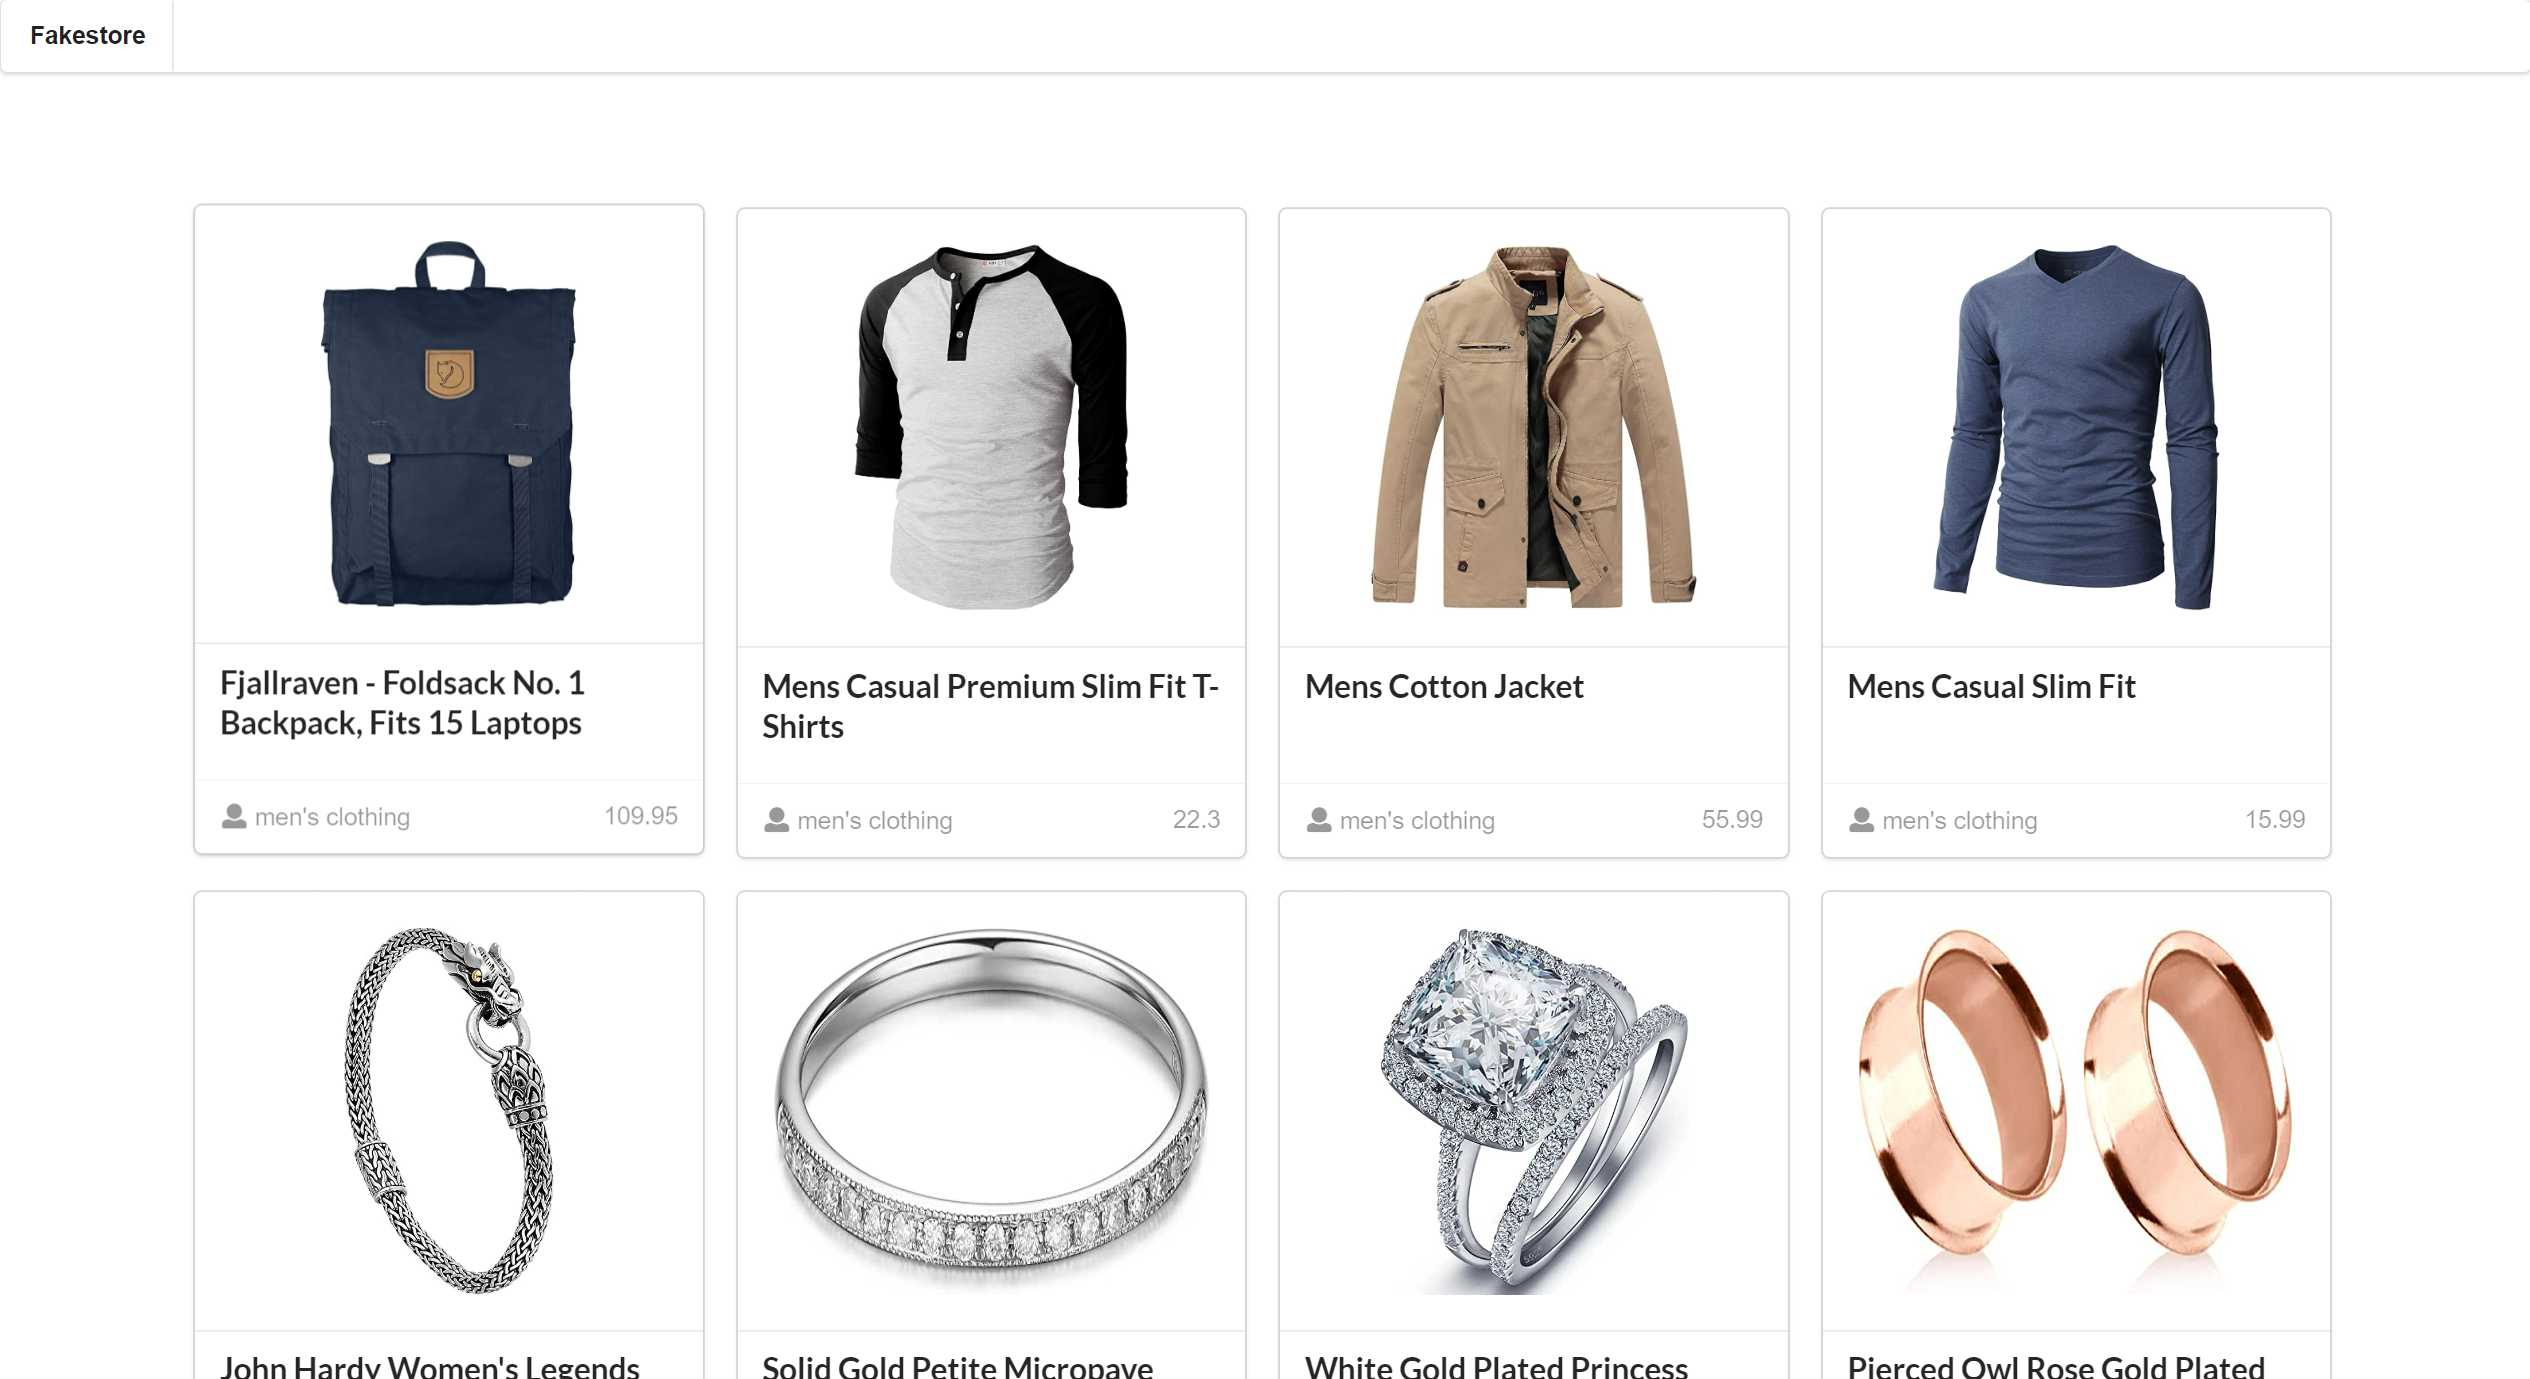 Fakestore
Fjallraven - Foldsack No. 1
Backpack, Fits 15 Laptops
men's clothing
109.95
Mens Casual Premium Slim Fit T-
Shirts
men's clothing
22.3
Mens Cotton Jacket
men's clothing
55.99
Mens Casual Slim Fit
men's clothing
15.99
John Hardy Women's Legends
Solid Gold Petite Micropave
White Gold Plated Princess
Pierced Owl Rose Gold Plated